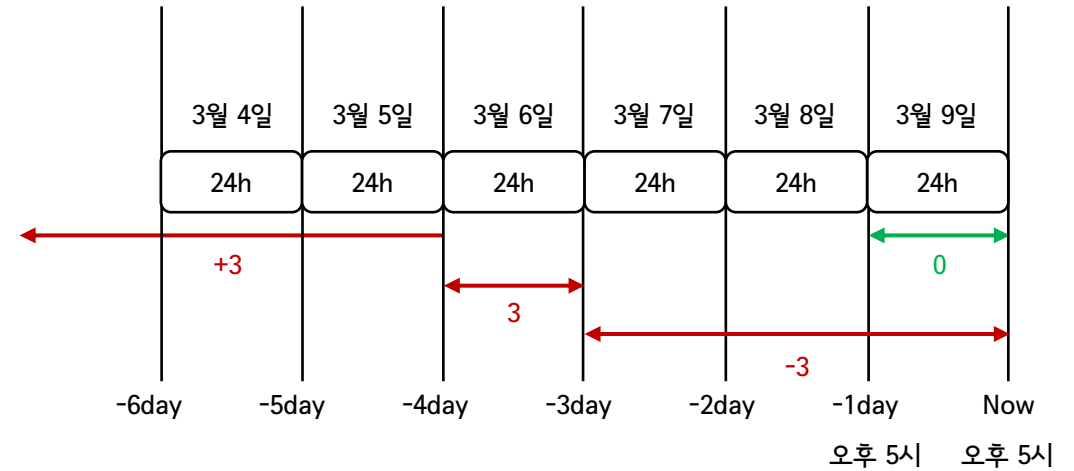 3월 4일 3월 5일 3월 6일 3월 7일 3월 8일 3월 9일
24h 24h 24h 24h 24h 24h
+3 0
3
-3
-6day -5day -4day -3day -2day -1day Now
오후 5시 오후 5시